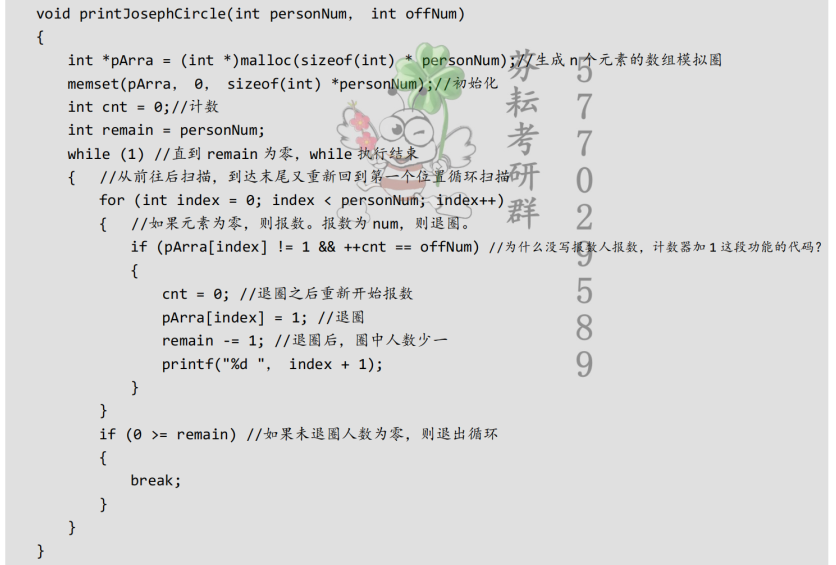 void printJosephCircle(int personNum, int offNum)
{
int *pArra = (int *)malloc(sizeof(int) * personNum);//生成 n 个元素的数组模拟圈
memset(pArra, 0, sizeof(int) *personNum);//初始化
int cnt = 0;//计数
int remain = personNum;
while (1) //直到 remain 为零，while 执行结束
{ //从前往后扫描，到达末尾又重新回到第一个位置循环扫描
for (int index = 0; index < personNum; index++)
{ //如果元素为零，则报数。报数为 num，则退圈。
if (pArra[index] != 1 && ++cnt == offNum) //为什么没写报数人报数，计数器加 1 这段功能的代码？
{
cnt = 0; //退圈之后重新开始报数
pArra[index] = 1; //退圈
remain -= 1; //退圈后，圈中人数少一
printf("%d ", index + 1);
}
}
if (0 >= remain) //如果未退圈人数为零，则退出循环
{
break;
}
}
}
苏耘考研群
577029589